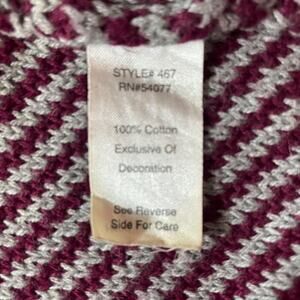 STYLE# 467
RN#54077
100% Cotton
Exclusive Of
Decoration
See Reverse
Side For Care